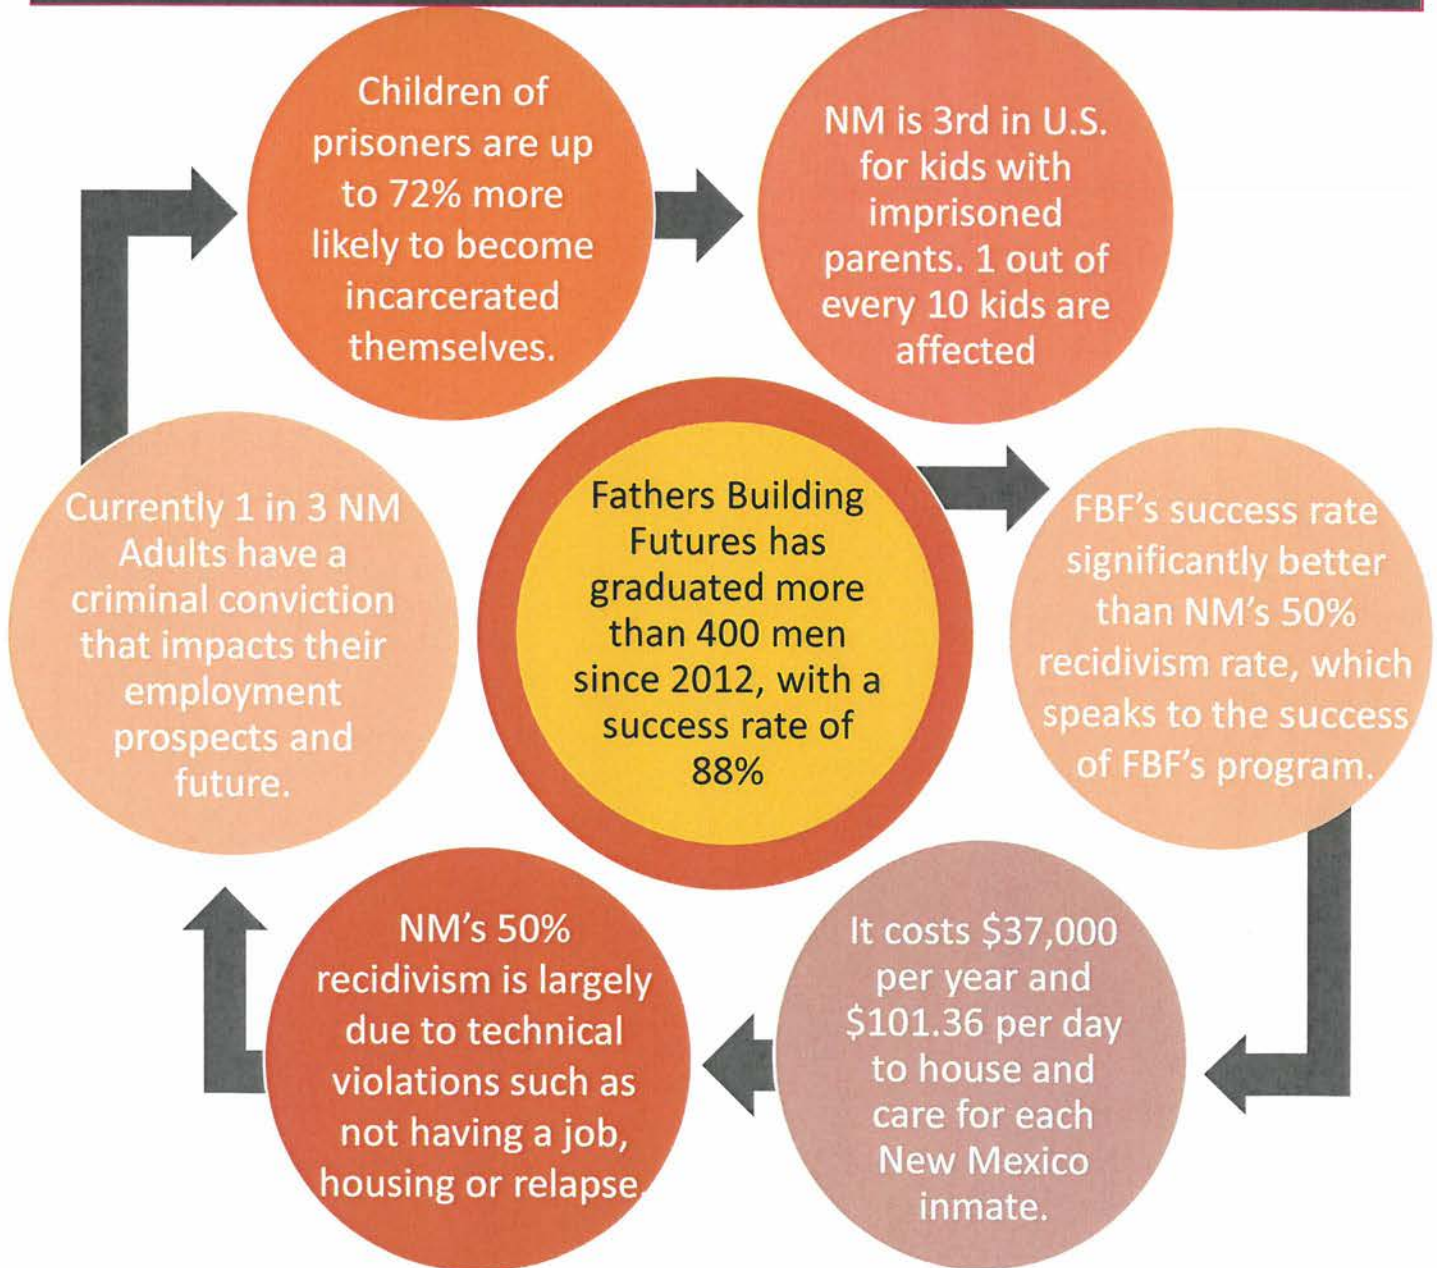 Children of
prisoners are up
to 72% more
likely to become
incarcerated
themselves.
NM is 3rd in U.S.
for kids with
imprisoned
parents. 1 out of
every 10 kids are
affected
Currently 1 in 3 NM
Adults have a
criminal conviction
that impacts their
employment
prospects and
future.
Fathers Building
Futures has
graduated more
than 400 men
since 2012, with a
success rate of
88%
FBF’s success rate
significantly better
than NM’s 50%
recidivism rate, which
speaks to the success
of FBF’s program.
NM’s 50%
recidivism is largely
due to technical
violations such as
not having a job,
housing or relapse.
It costs $37,000
per year and
$101.36 per day
to house and
care for each
New Mexico
inmate.